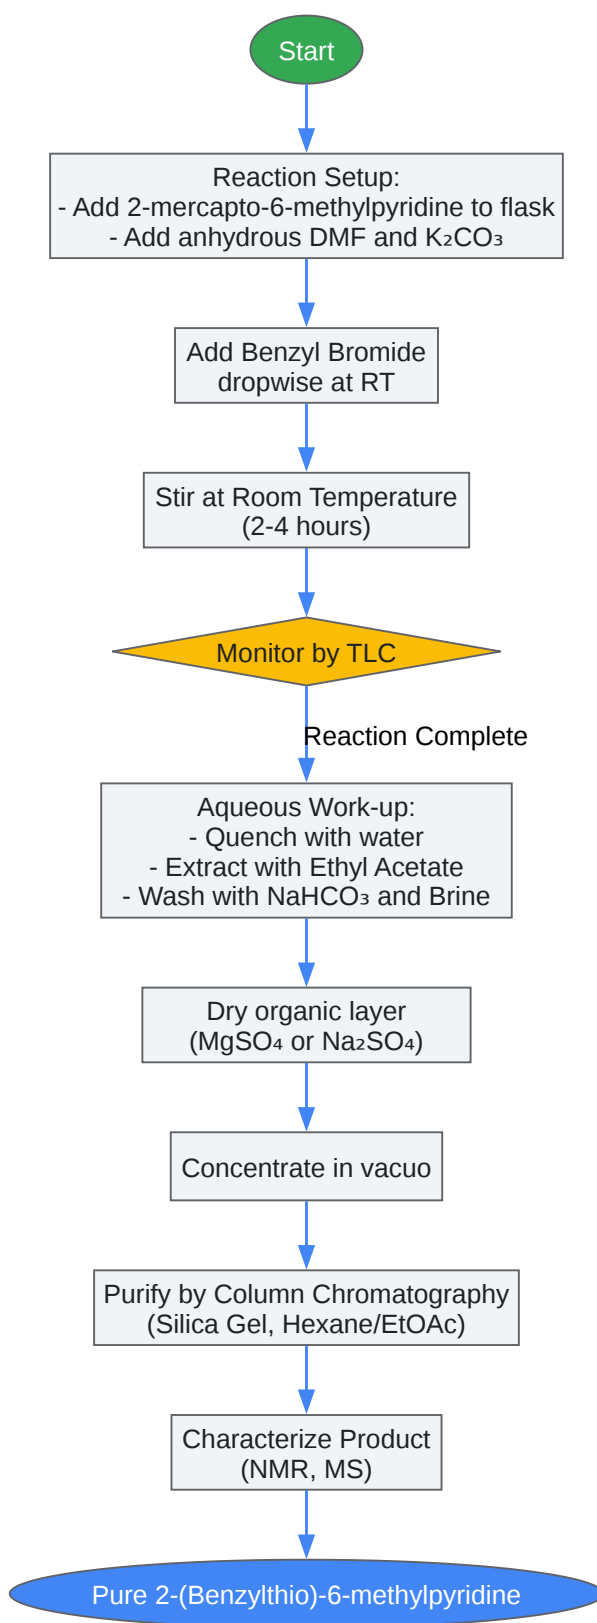 Start
Reaction Setup:
- Add 2-mercapto-6-methylpyridine to flask
- Add anhydrous DMF and K₂CO₃
Add Benzyl Bromide
dropwise at RT
Stir at Room Temperature
(2-4 hours)
Monitor by TLC
Reaction Complete
Aqueous Work-up:
- Quench with water
- Extract with Ethyl Acetate
- Wash with NaHCO₃ and Brine
Dry organic layer
(MgSO₄ or Na₂SO₄)
Concentrate in vacuo
Purify by Column Chromatography
(Silica Gel, Hexane/EtOAc)
Characterize Product
(NMR, MS)
Pure 2-(Benzylthio)-6-methylpyridine